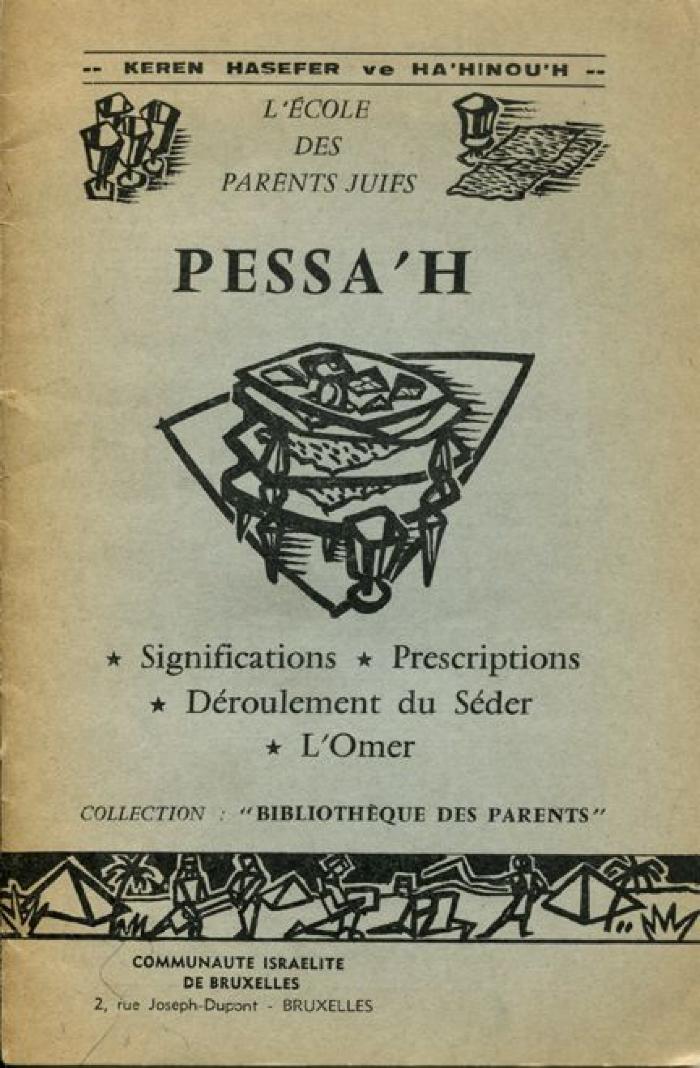 -- KEREN HASEFER ve HA'HINOU'H --
L'ÉCOLE
DES
PARENTS JUIFS
PESSA'H
★ Significations ★ Prescriptions
★ Déroulement du Séder
★ L'Omer
COLLECTION : "BIBLIOTHÈQUE DES PARENTS"
COMMUNAUTE ISRAELITE
DE BRUXELLES
2, rue Joseph-Dupont - BRUXELLES